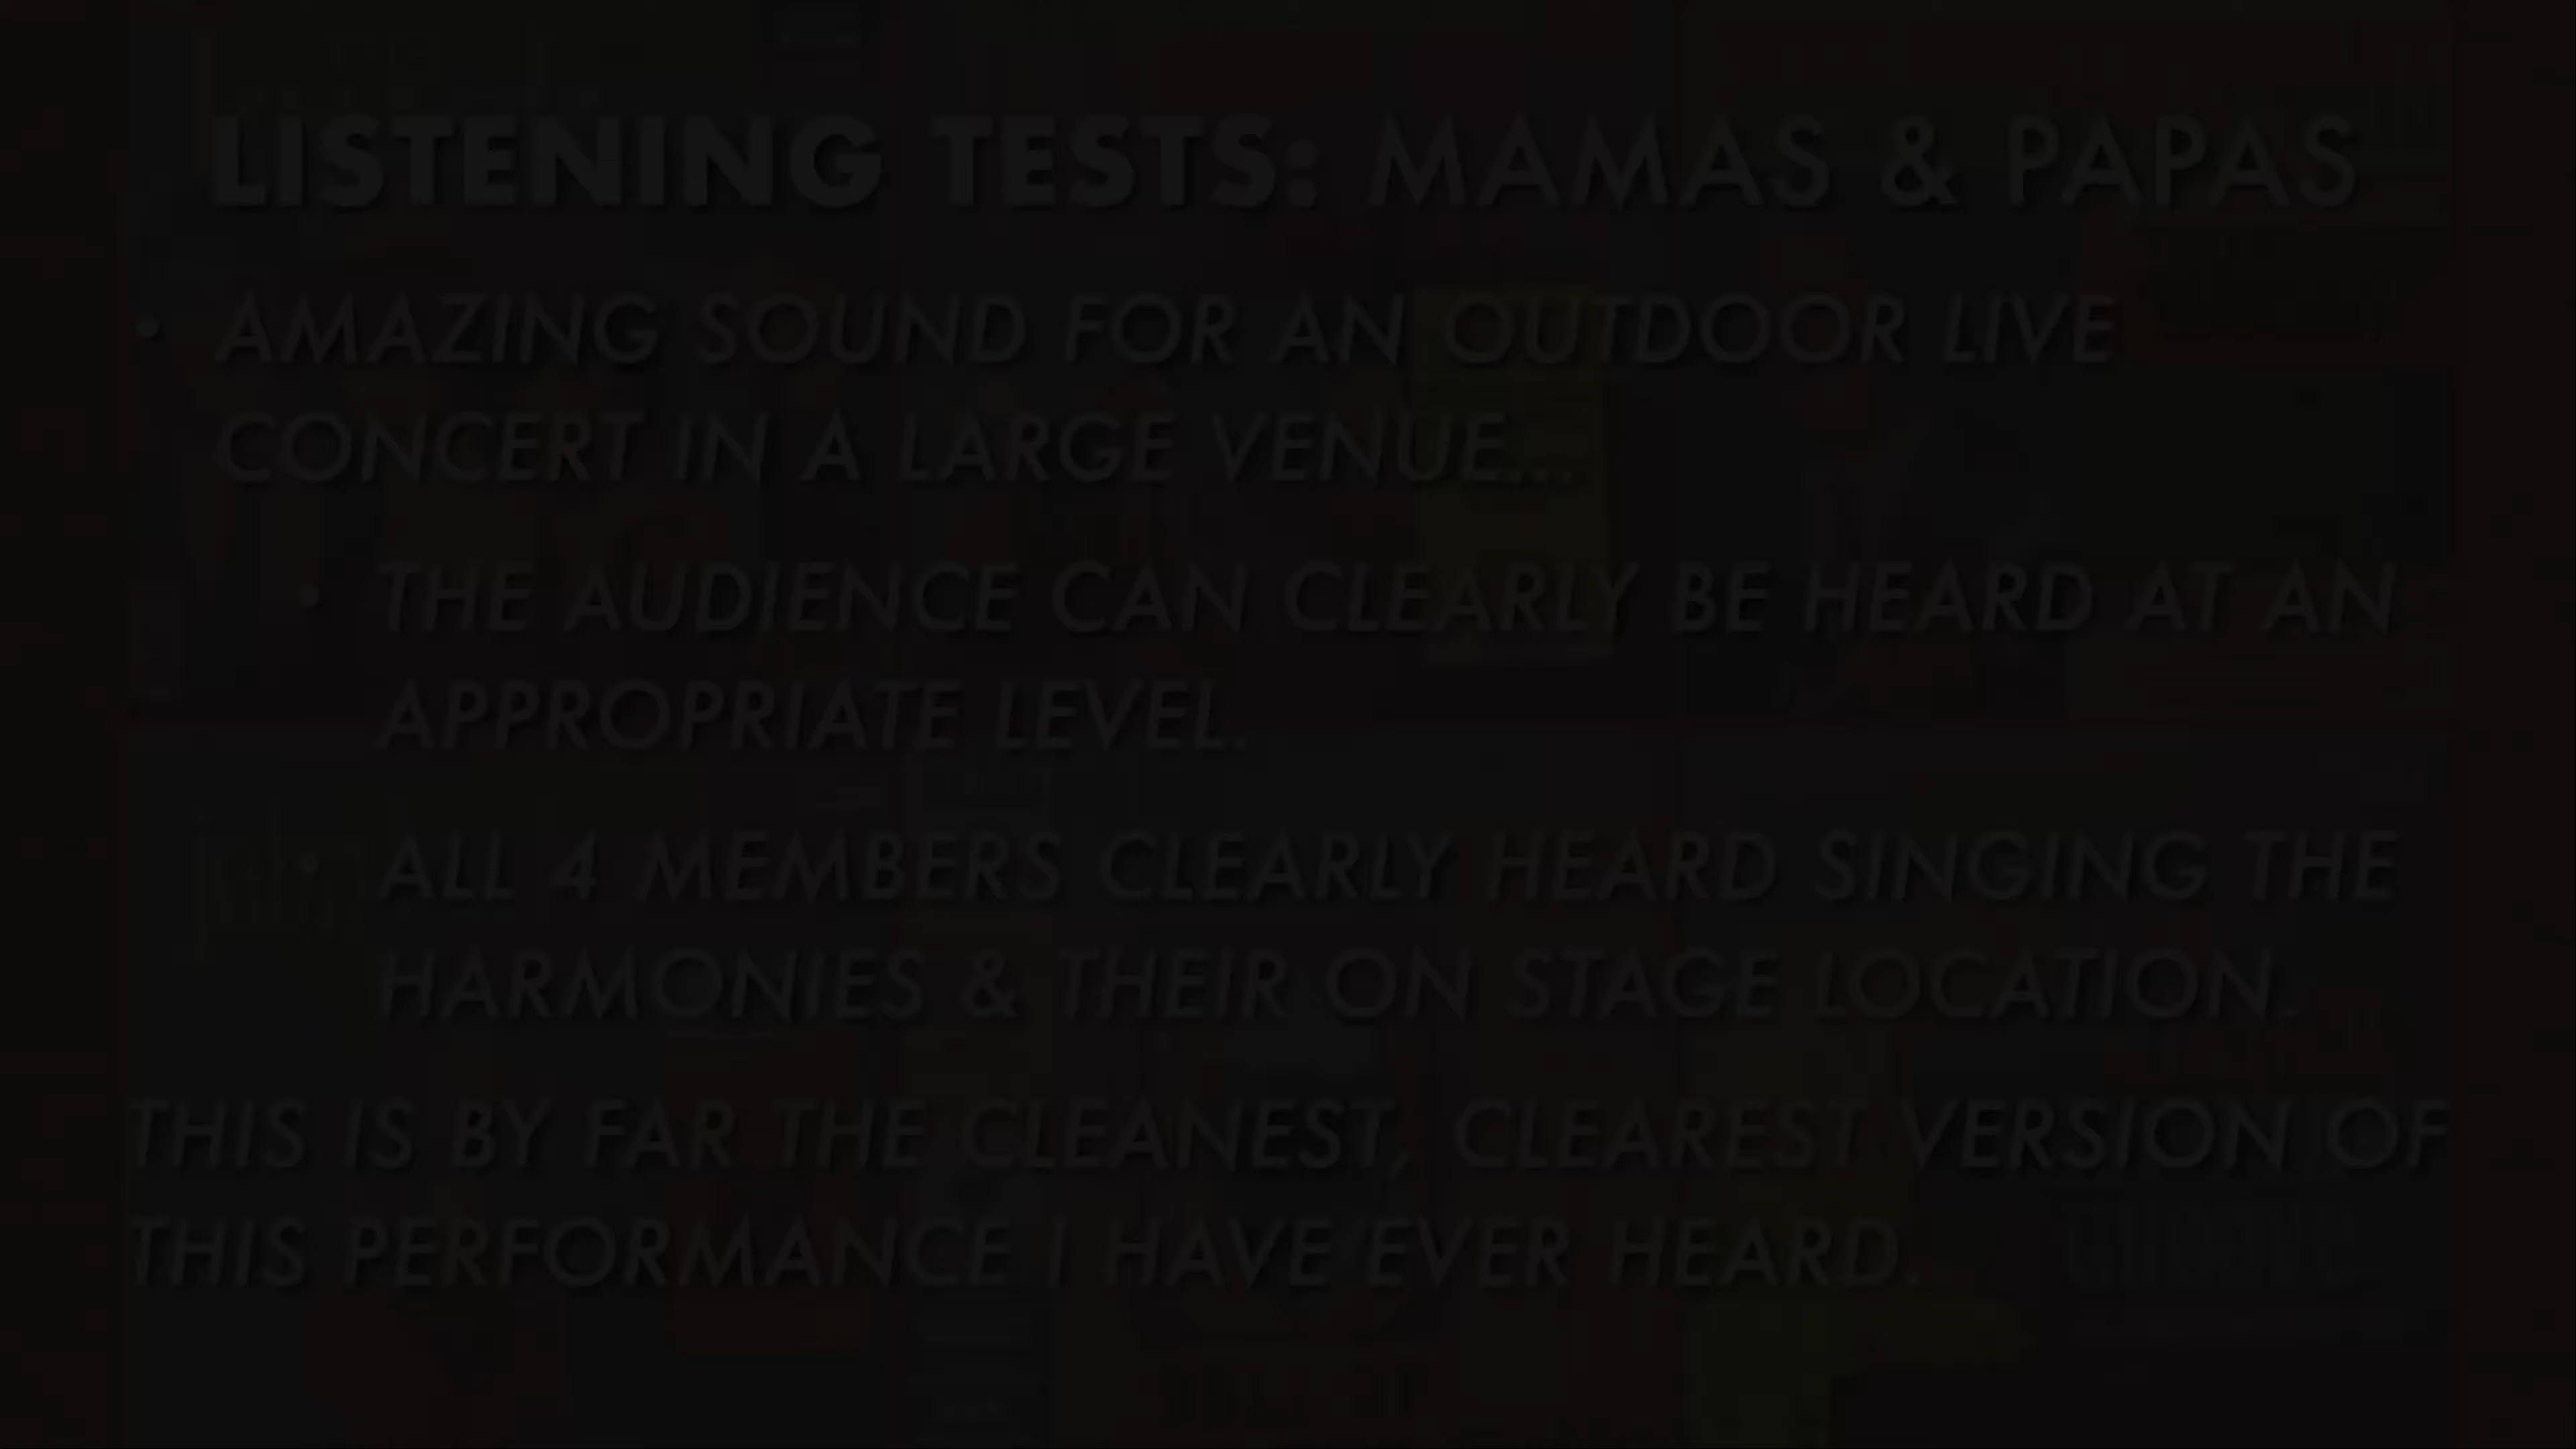 LISTENING TESTS: MAMAS & PAPAS
• AMAZING SOUND FOR AN OUTDOOR LIVE
CONCERT IN A LARGE VENUE...
• THE AUDIENCE CAN CLEARLY BE HEARD AT AN
APPROPRIATE LEVEL.
• ALL 4 MEMBERS CLEARLY HEARD SINGING THE
HARMONIES & THEIR ON STAGE LOCATION.
THIS IS BY FAR THE CLEANEST, CLEAREST VERSION OF
THIS PERFORMANCE I HAVE EVER HEARD.